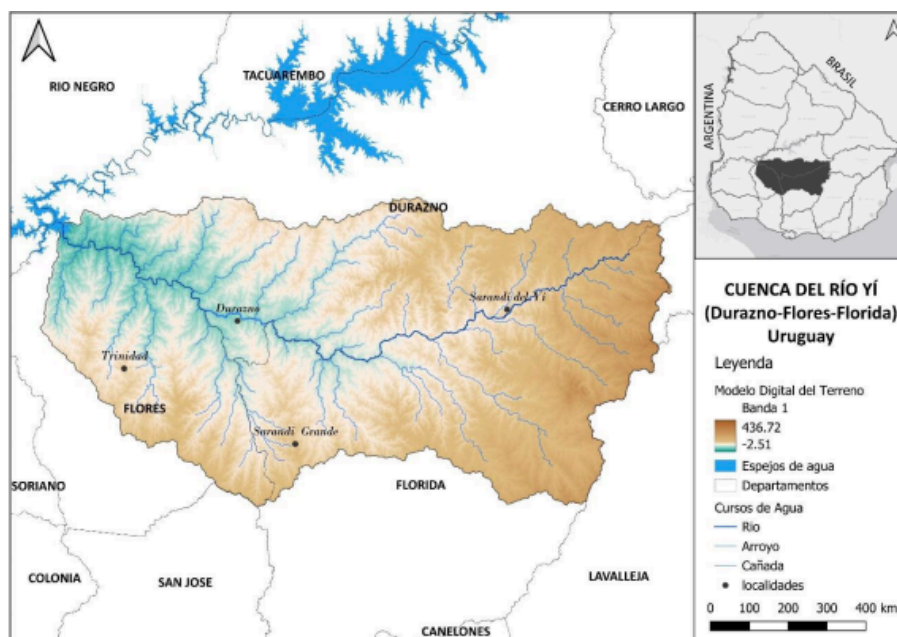 RIO NEGRO
TACUAREMBO
CERRO LARGO
DURAZNO
Durazno
Sarandi del Yi
Trinidad
FLORES
Sarandi Grande
SORIANO
FLORIDA
COLONIA
SAN JOSE
LAVALLEJA
CANELONES
ARGENTINA
BRASIL
CUENCA DEL RÍO YÍ
(Durazno-Flores-Florida)
Uruguay
Leyenda
Modelo Digital del Terreno
Banda 1
436.72
-2.51
Espejos de agua
Departamentos
Cursos de Agua
Rio
Arroyo
Cañada
localidades
0 100 200 300 400 km